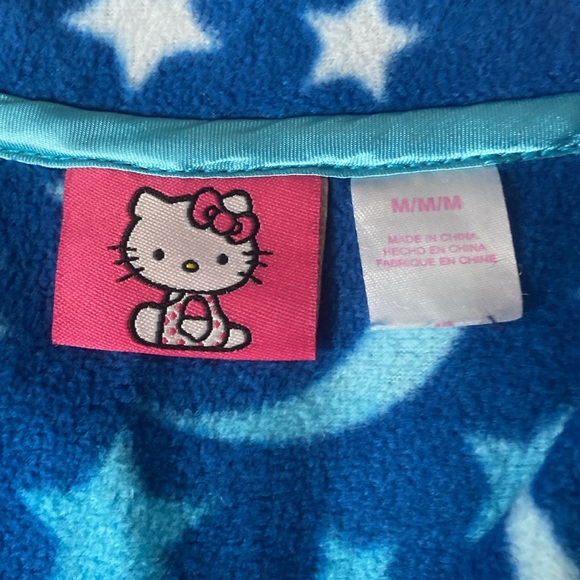 M/M/M
MADE IN CHINA
HECHO EN CHINA
FABRIQUE EN CHINE